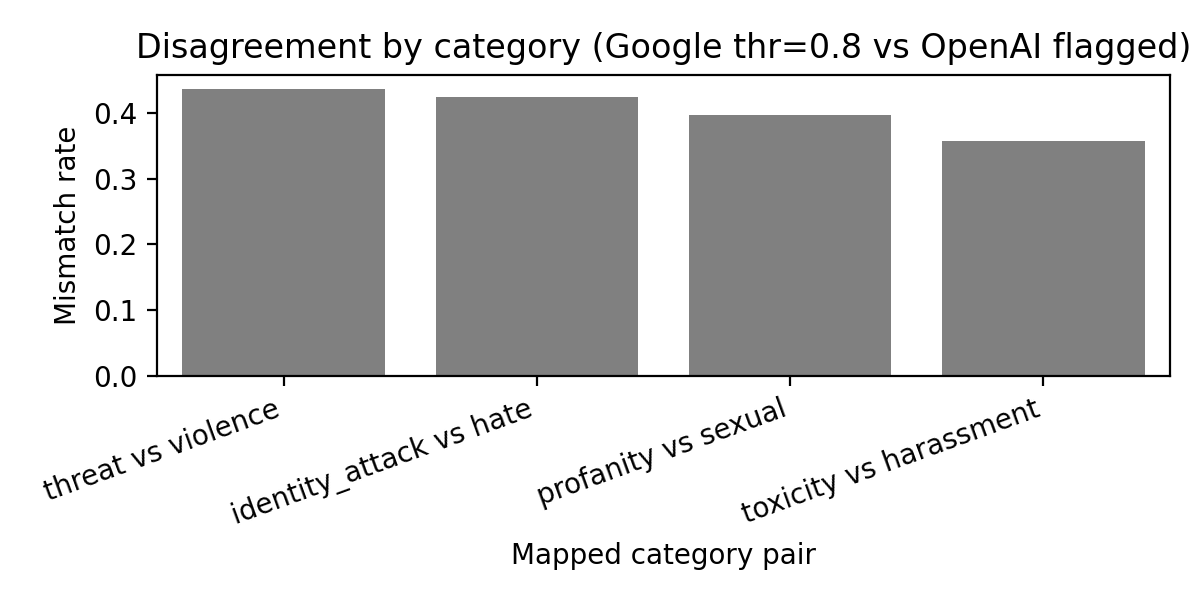 Disagreement by category (Google thr=0.8 vs OpenAI flagged)
Mismatch rate
0.4
0.3
0.2
0.1
0.0
threat vs violence
identity_attack vs hate
profanity vs sexual
toxicity vs harassment
Mapped category pair